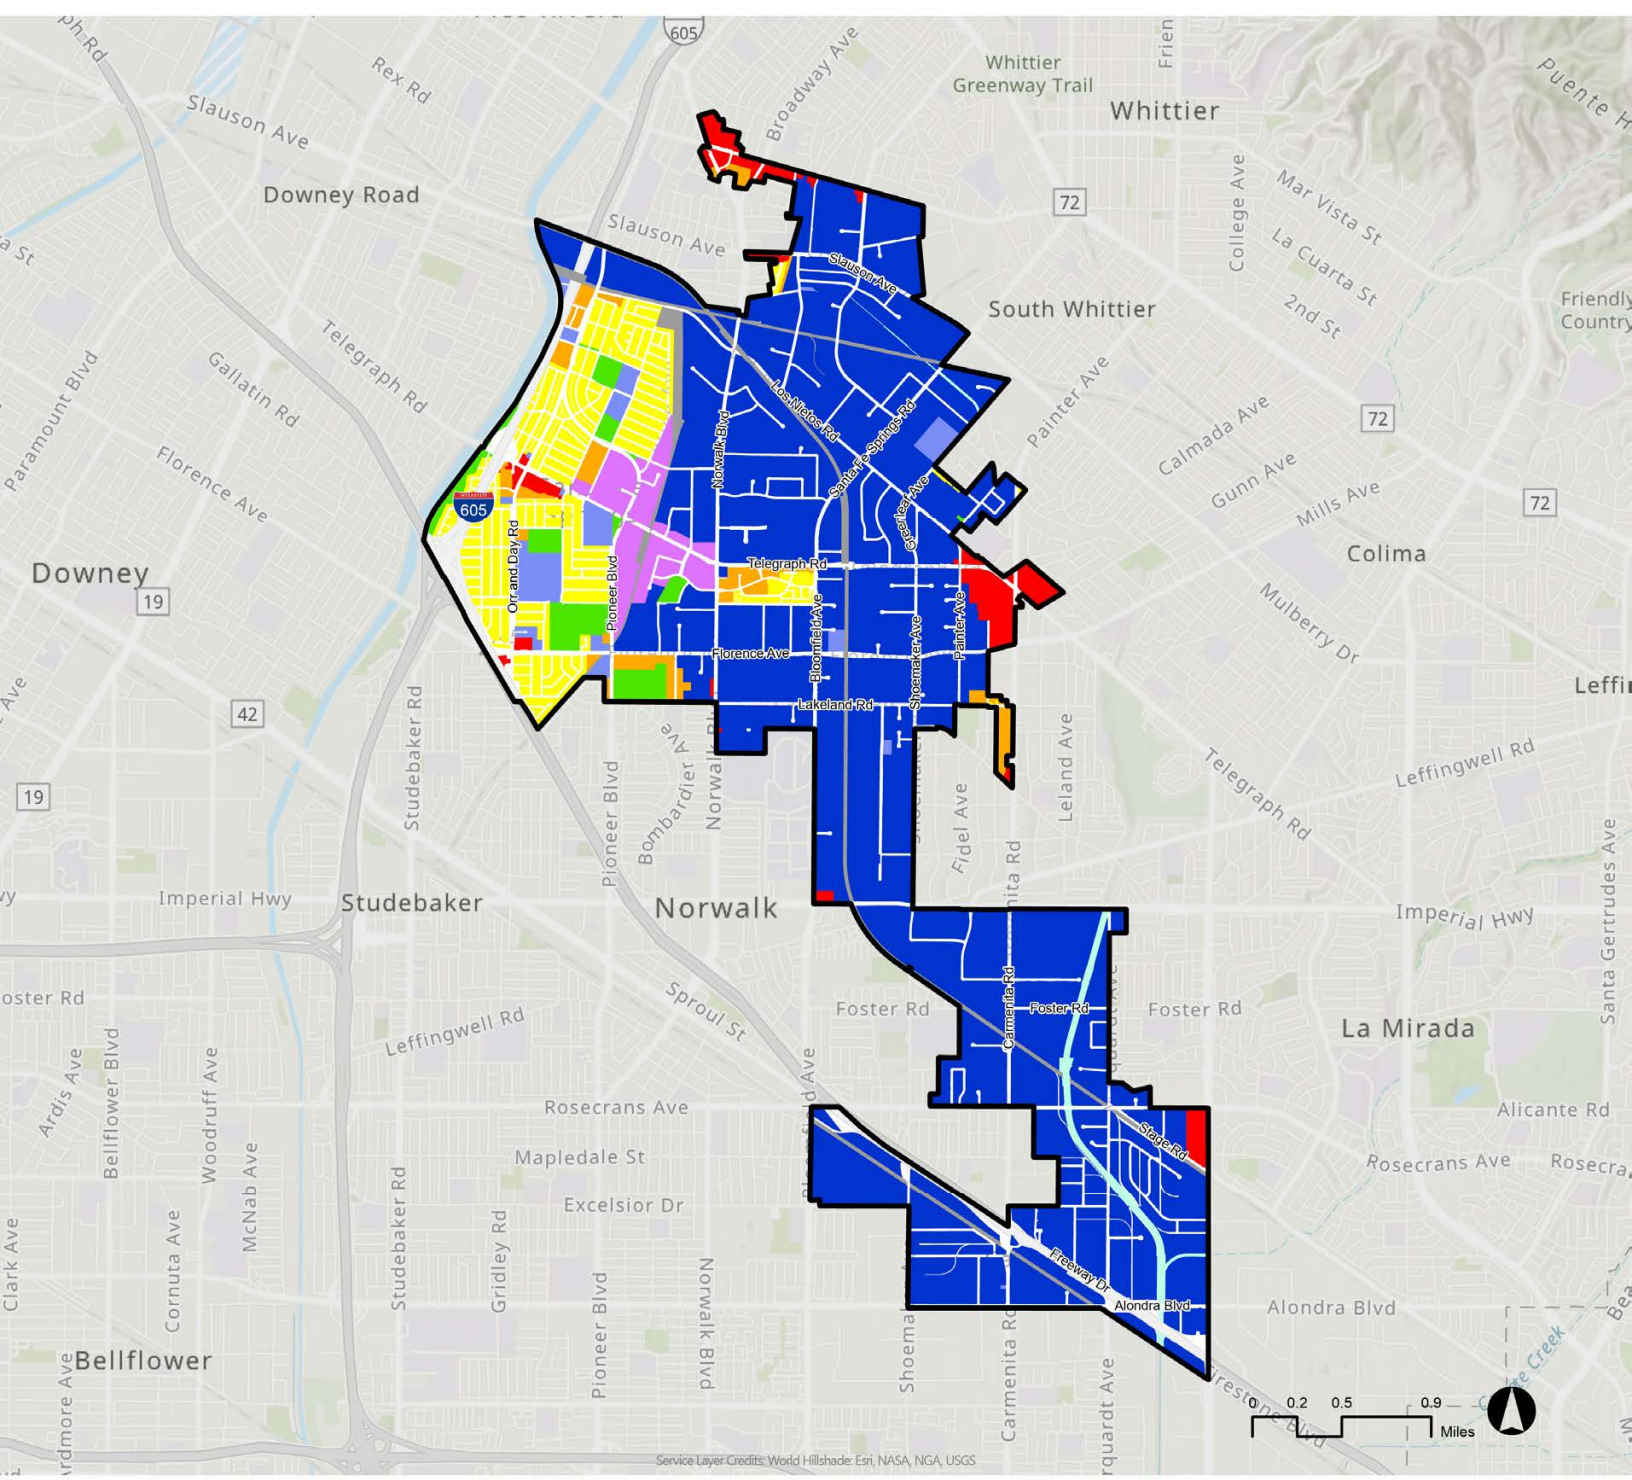 605
Broadway Ave
Whittier
Greenway Trail
Whittier
Rex Rd
Slauson Ave
Downey Road
72
College Ave
Mar Vista St
La Cuarta St
2nd St
Slauson Ave
Slauson Ave
South Whittier
Friendly
Country
Telegraph Rd
Gallatin Rd
Paramount Blvd
Florence Ave
Los Nietos Rd
Santa Fe Springs Rd
Norwalk Blvd
Greenleaf Ave
Painter Ave
72
Calmada Ave
Gunn Ave
Mills Ave
72
INTERSTATE
605
Colima
Downey
19
Orr and Day Rd
Pioneer Blvd
Telegraph Rd
Bloomfield Ave
Shoemaker Ave
Painter Ave
Mulberry Dr
Florence Ave
Lakeland Rd
42
Studebaker Rd
19
Pioneer Blvd
Bombardier Ave
Fidel Ave
Leland Ave
Telegraph Rd
Leffingwell Rd
Imperial Hwy
Studebaker
Norwalk
Imperial Hwy
Santa Gertrudes Ave
Sproul St
Foster Rd
Carmenita Rd
Foster Rd
Foster Rd
La Mirada
Leffingwell Rd
Ardis Ave
Bellflower Blvd
Woodruff Ave
Rosecrans Ave
Alicante Rd
Mapledale St
Stage Rd
Rosecrans Ave
Excelsior Dr
Clark Ave
Cornuta Ave
McNab Ave
Studebaker Rd
Gridley Rd
Pioneer Blvd
Norwalk Blvd
Freeway Dr
Alondra Blvd
Alondra Blvd
Bellflower
Ardmore Ave
Carmenita Rd
0 0.2 0.5 0.9
Miles
Service Layer Credits: World Hillshade: Esri, NASA, NGA, USGS